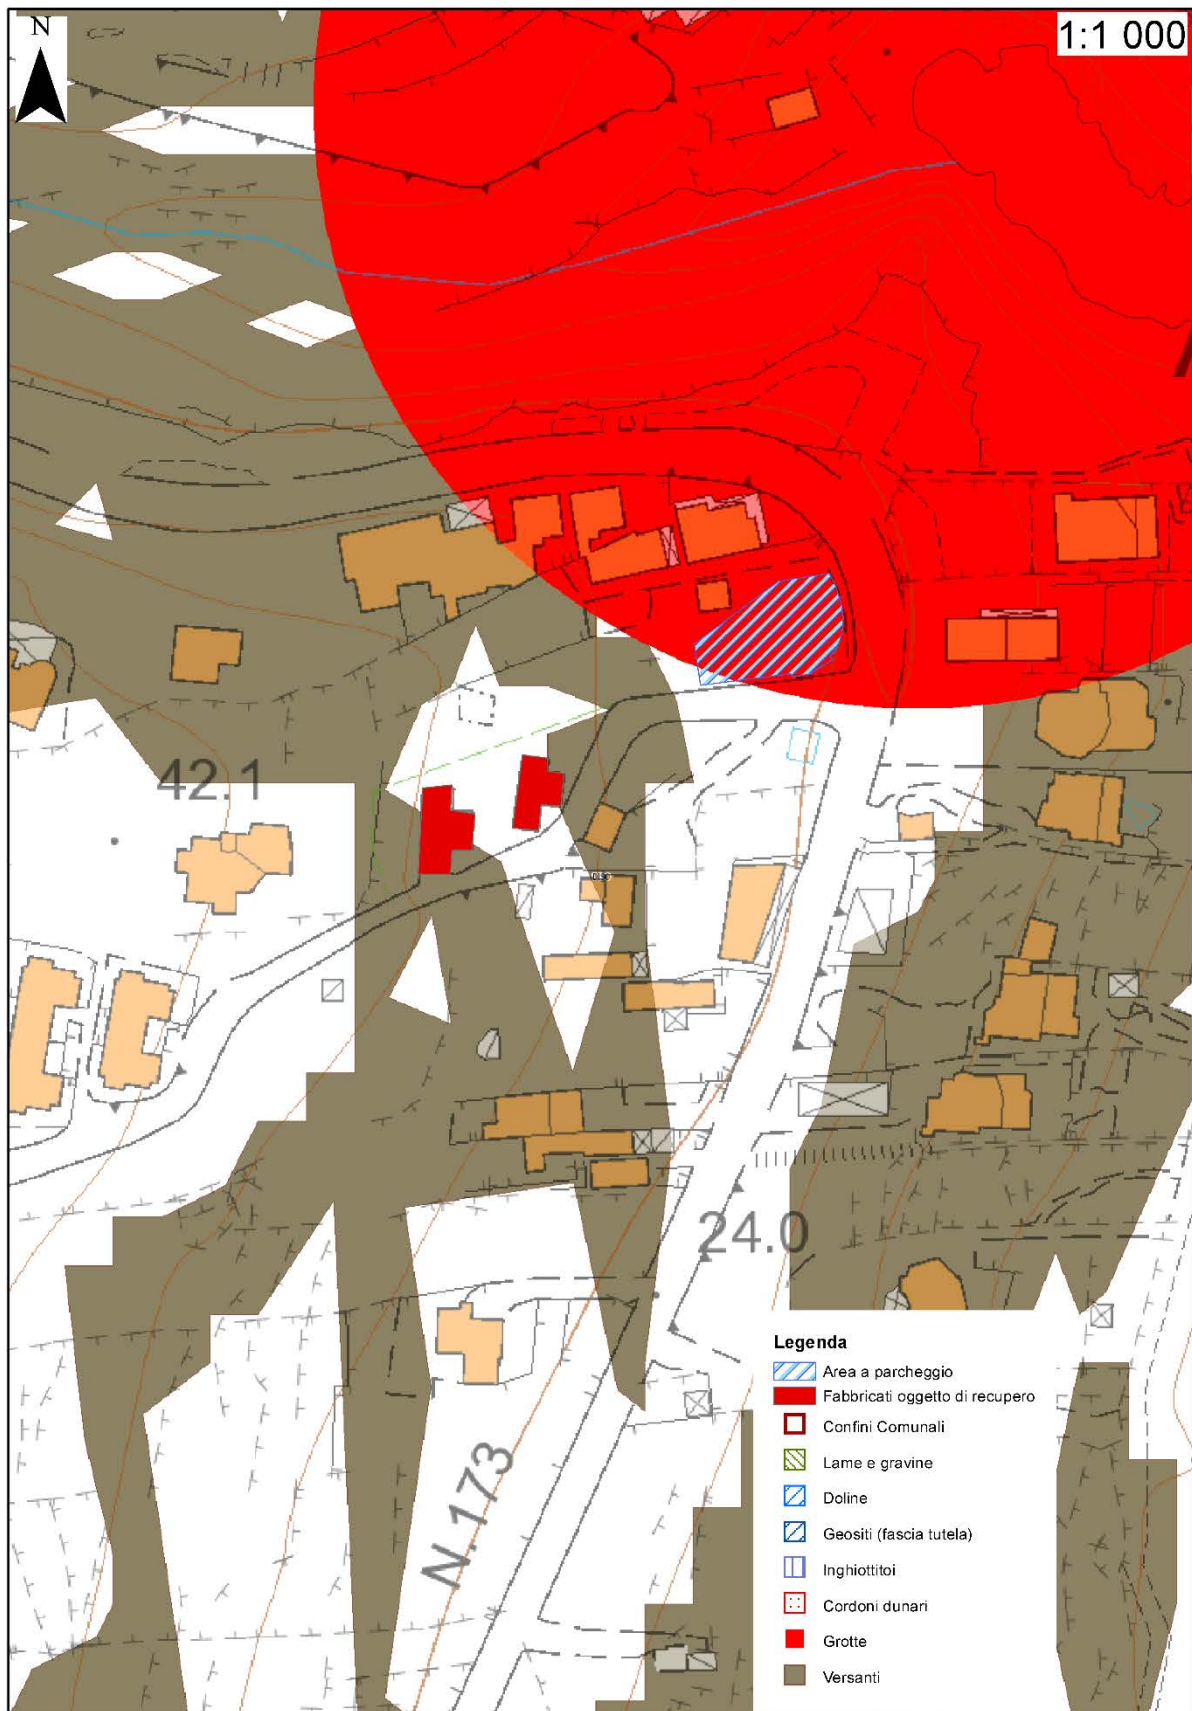 N
1:1 000
42.1
24.0
N.173
Legenda
Area a parcheggio
Fabbricati oggetto di recupero
Confini Comunali
Lame e gravine
Doline
Geositi (fascia tutela)
Inghiottitoi
Cordoni dunari
Grotte
Versanti